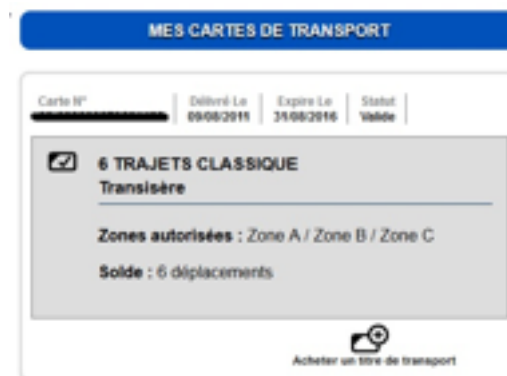 MES CARTES DE TRANSPORT
Carte N° Délivré Le Expire Le Statut
09/08/2011 31/08/2016 Valide
6 TRAJETS CLASSIQUE
Transisère
Zones autorisées : Zone A / Zone B / Zone C
Solde : 6 déplacements
Acheter un titre de transport